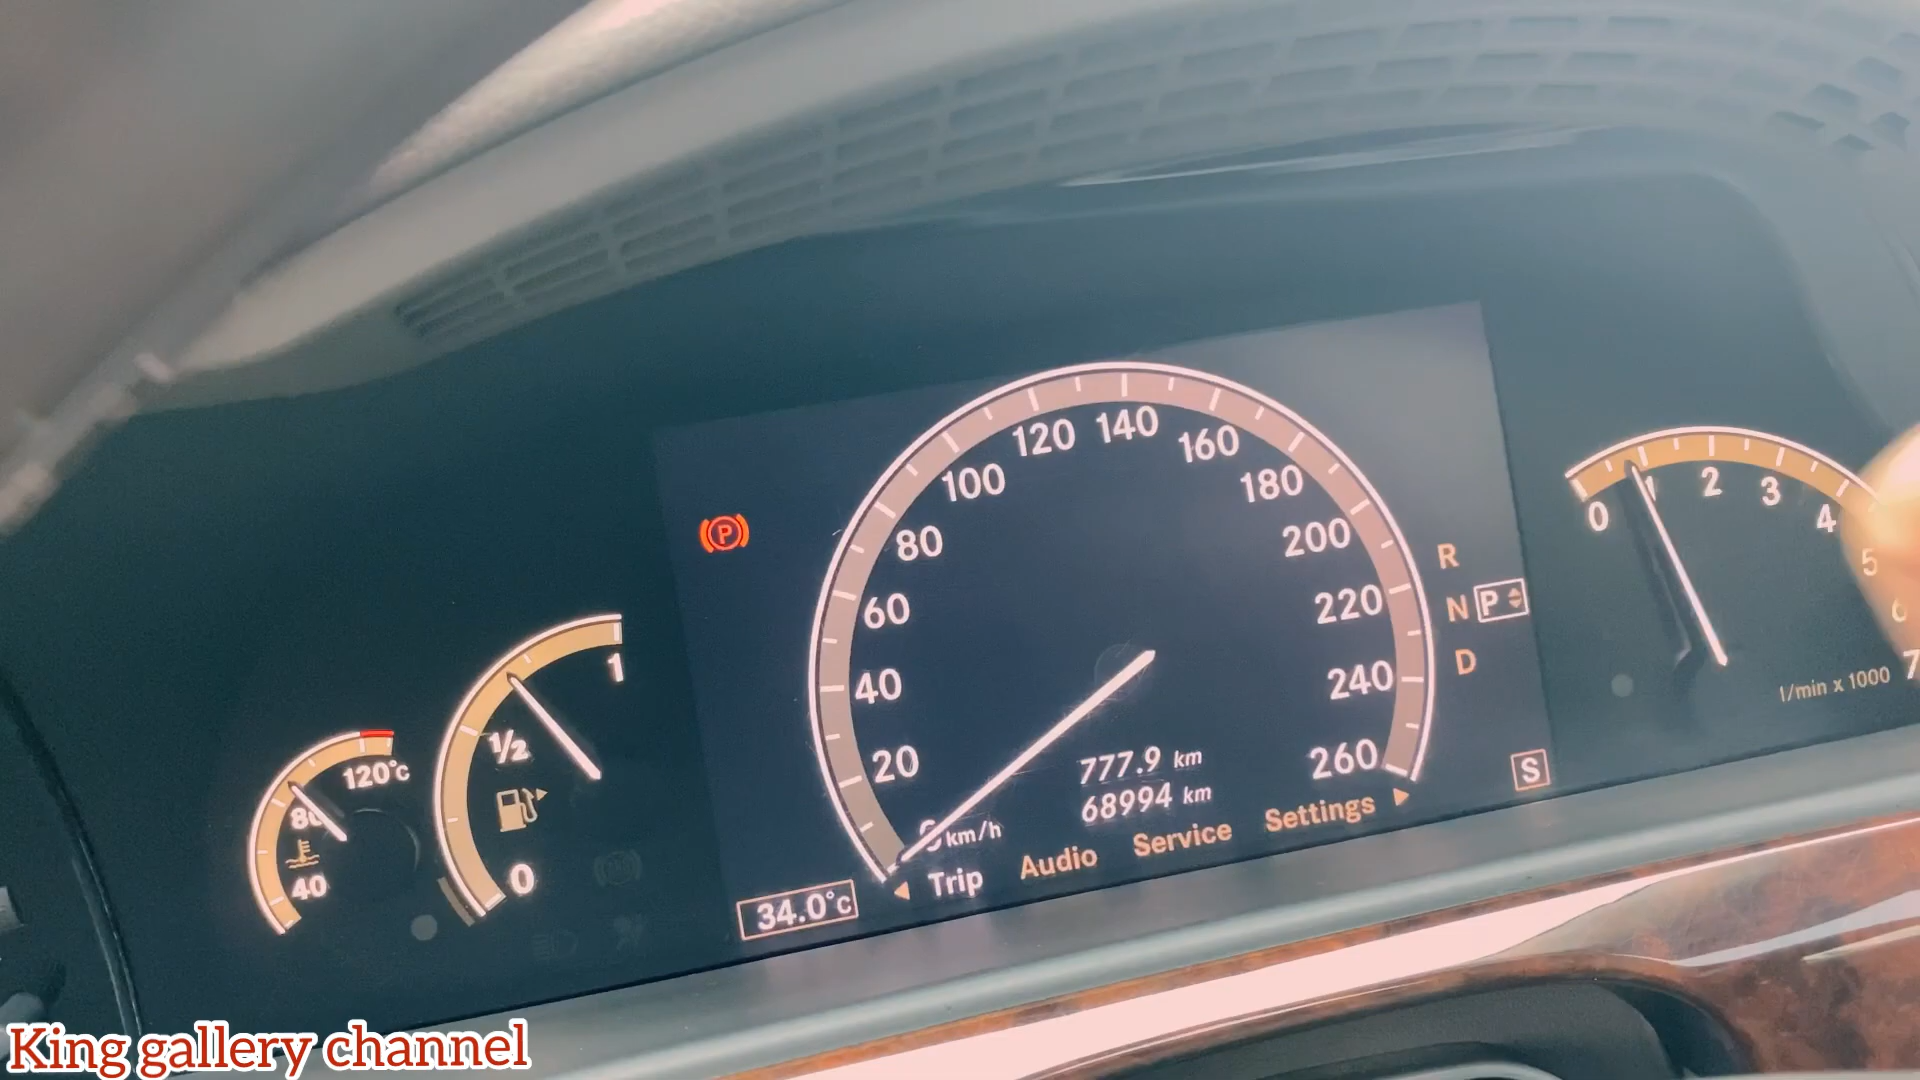 120°C
80
40
1
½
0
P
0
20
40
60
80
100
120
140
160
180
200
220
240
260
km/h
777.9 km
68994 km
34.0°C
Trip Audio Service Settings
R
N P
D
S
0 1 2 3 4 5 6 7
1/min x 1000
King gallery channel